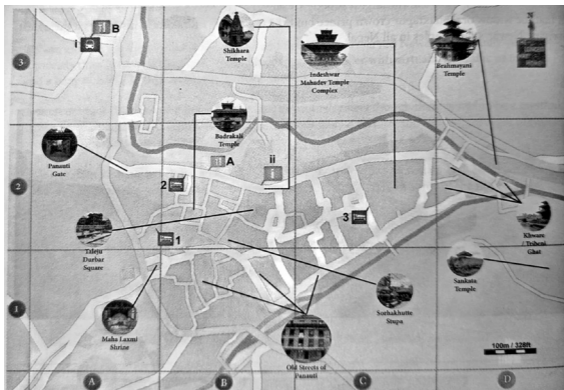 B
i
N
3
Shikhara
Temple
Indeshwar
Mahadev Temple
Complex
Brahmayani
Temple
Badrakali
Temple
Panauti
Gate
A
ii
i
2
2
3
Taleju
Durbar
Square
1
Khware
/ Tribeni
Ghat
Sankata
Temple
Sorhakhutte
Stupa
1
Maha Laxmi
Shrine
Old Streets of
Panauti
100m / 328ft
A
B
C
D